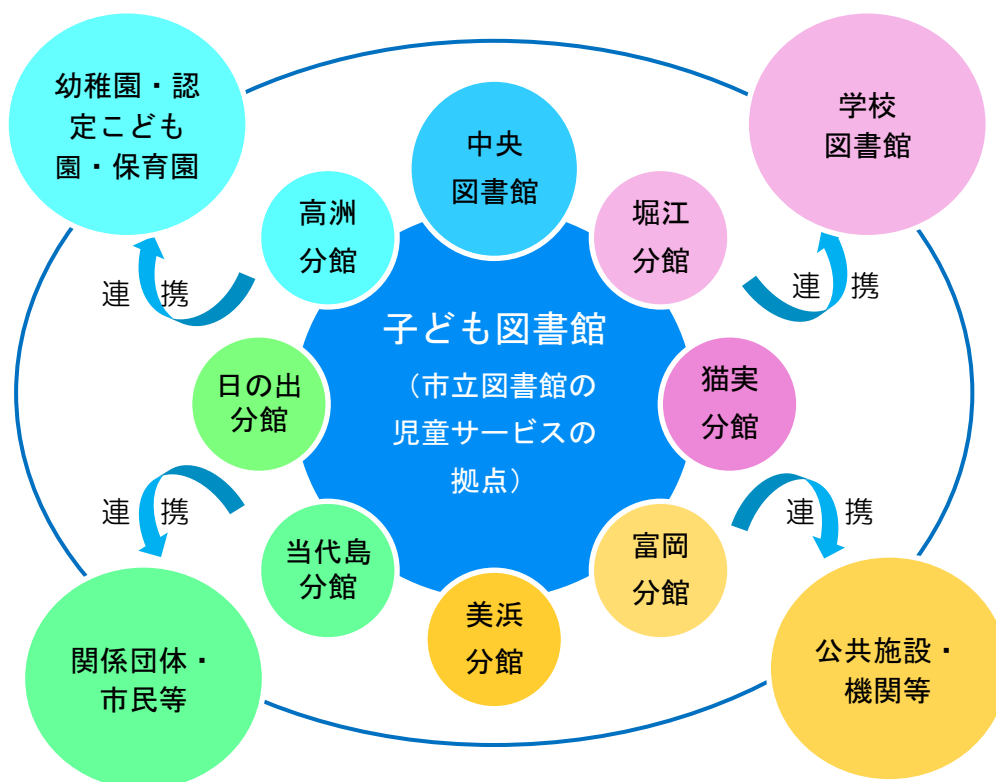 幼稚園・認
定こども
園・保育園
学校
図書館
中央
図書館
高洲
分館
堀江
分館
連 携
連 携
子ども図書館
（市立図書館の
児童サービスの
拠点）
日の出
分館
猫実
分館
連 携
連 携
当代島
分館
富岡
分館
美浜
分館
関係団体・
市民等
公共施設・
機関等